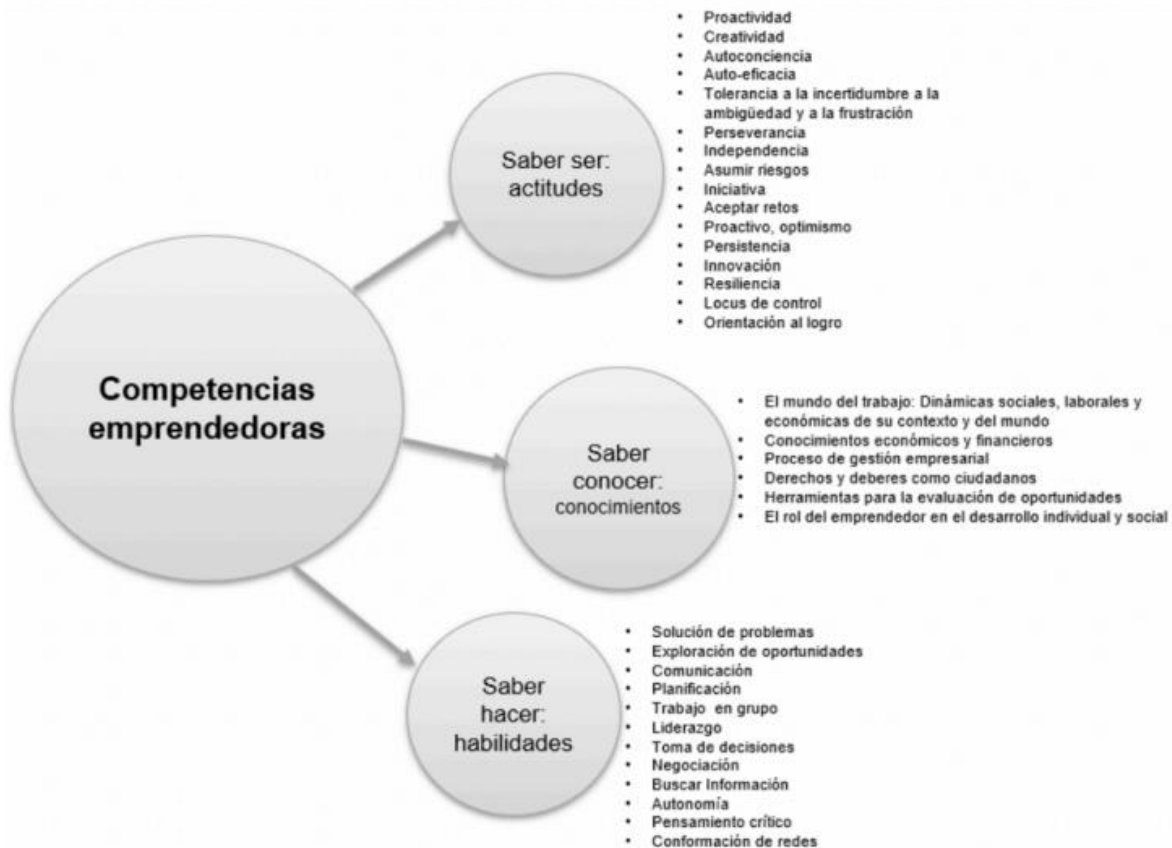 • Proactividad
• Creatividad
• Autoconciencia
• Auto-eficacia
• Tolerancia a la incertidumbre a la
ambigüedad y a la frustración
• Perseverancia
• Independencia
• Asumir riesgos
• Iniciativa
• Aceptar retos
• Proactivo, optimismo
• Persistencia
• Innovación
• Resiliencia
• Locus de control
• Orientación al logro
Saber ser:
actitudes
Competencias
emprendedoras
Saber
conocer:
conocimientos
• El mundo del trabajo: Dinámicas sociales, laborales y
económicas de su contexto y del mundo
• Conocimientos económicos y financieros
• Proceso de gestión empresarial
• Derechos y deberes como ciudadanos
• Herramientas para la evaluación de oportunidades
• El rol del emprendedor en el desarrollo individual y social
Saber
hacer:
habilidades
• Solución de problemas
• Exploración de oportunidades
• Comunicación
• Planificación
• Trabajo en grupo
• Liderazgo
• Toma de decisiones
• Negociación
• Buscar Información
• Autonomía
• Pensamiento crítico
• Conformación de redes